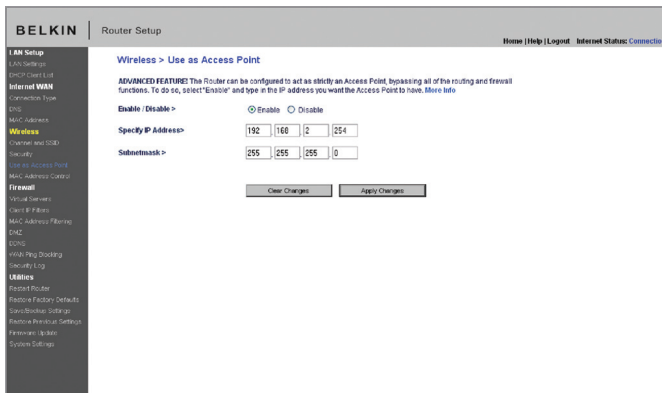 BELKIN
Router Setup
Home | Help | Logout Internet Status: Connectio
LAN Setup
LAN Settings
DHCP Client List
Internet WAN
Connection Type
DNS
MAC Address
Wireless
Channel and SSID
Security
Use as Access Point
MAC Address Control
Firewall
Virtual Servers
Client IP Filters
MAC Address Filtering
DMZ
DDNS
WAN Ping Blocking
Security Log
Utilities
Restart Router
Restore Factory Defaults
Save/Backup Settings
Restore Previous Settings
Firmware Update
System Settings
Wireless > Use as Access Point
ADVANCED FEATURE! The Router can be configured to act as strictly an Access Point, bypassing all of the routing and firewall
functions. To do so, select "Enable" and type in the IP address you want the Access Point to have. More Info
Enable / Disable > Enable Disable
Specify IP Address> 192 . 168 . 2 . 254
Subnetmask > 255 . 255 . 255 . 0
Clear Changes Apply Changes